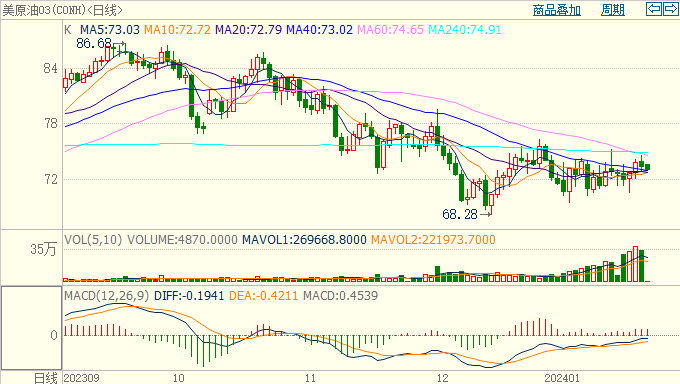 美原油03(CONH)<日线> 商品叠加 周期
K MA5:73.03 MA10:72.72 MA20:72.79 MA40:73.02 MA60:74.65 MA240:74.91
86.68→
84
78
72
68.28→
VOL(5,10) VOLUME:4870.0000 MAVOL1:269668.8000 MAVOL2:221973.7000
35万
MACD(12,26,9) DIFF:-0.1941 DEA:-0.4211 MACD:0.4539
0
日线 202309 10 11 12 202401